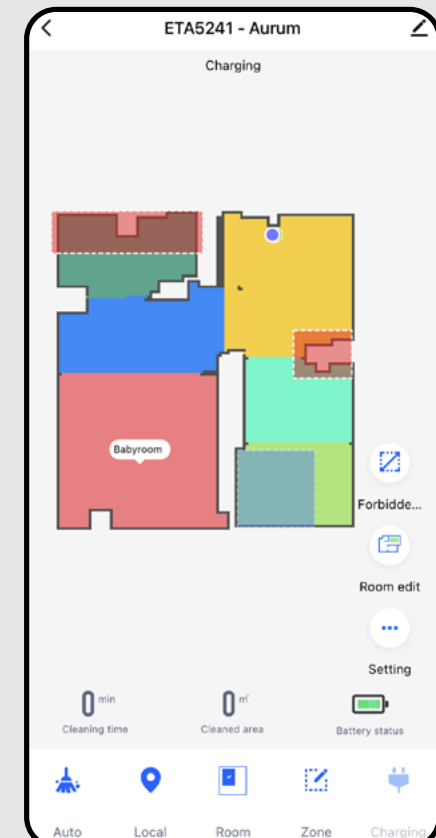 ETA5241 - Aurum
Charging
Babyroom
Forbidde...
Room edit
Setting
0 min
0 ㎡
Cleaning time
Cleaned area
Battery status
Auto
Local
Room
Zone
Charging